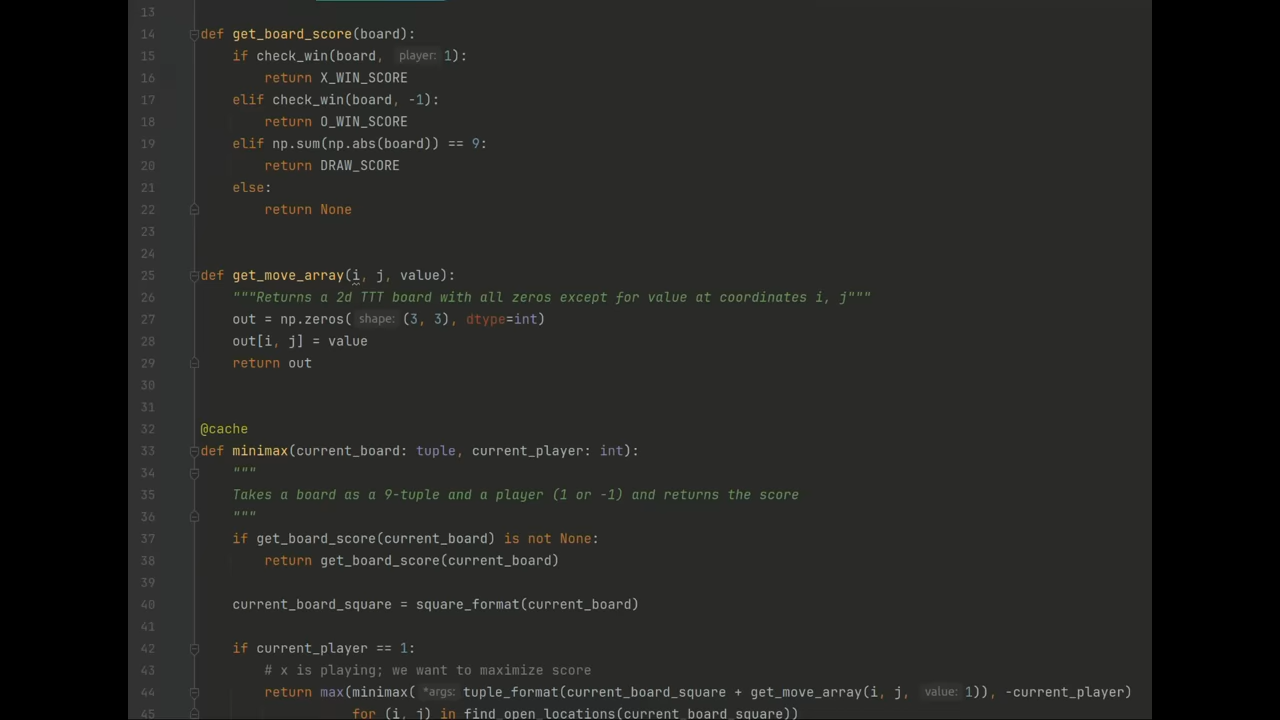 13
14 def get_board_score(board):
15 if check_win(board, player: 1):
16 return X_WIN_SCORE
17 elif check_win(board, -1):
18 return O_WIN_SCORE
19 elif np.sum(np.abs(board)) == 9:
20 return DRAW_SCORE
21 else:
22 return None
23
24
25 def get_move_array(i, j, value):
26 """Returns a 2d TTT board with all zeros except for value at coordinates i, j"""
27 out = np.zeros( shape: (3, 3), dtype=int)
28 out[i, j] = value
29 return out
30
31
32 @cache
33 def minimax(current_board: tuple, current_player: int):
34 """
35 Takes a board as a 9-tuple and a player (1 or -1) and returns the score
36 """
37 if get_board_score(current_board) is not None:
38 return get_board_score(current_board)
39
40 current_board_square = square_format(current_board)
41
42 if current_player == 1:
43 # x is playing; we want to maximize score
44 return max(minimax( *args: tuple_format(current_board_square + get_move_array(i, j, value: 1)), -current_player)
45 for (i, j) in find_open_locations(current_board_square))